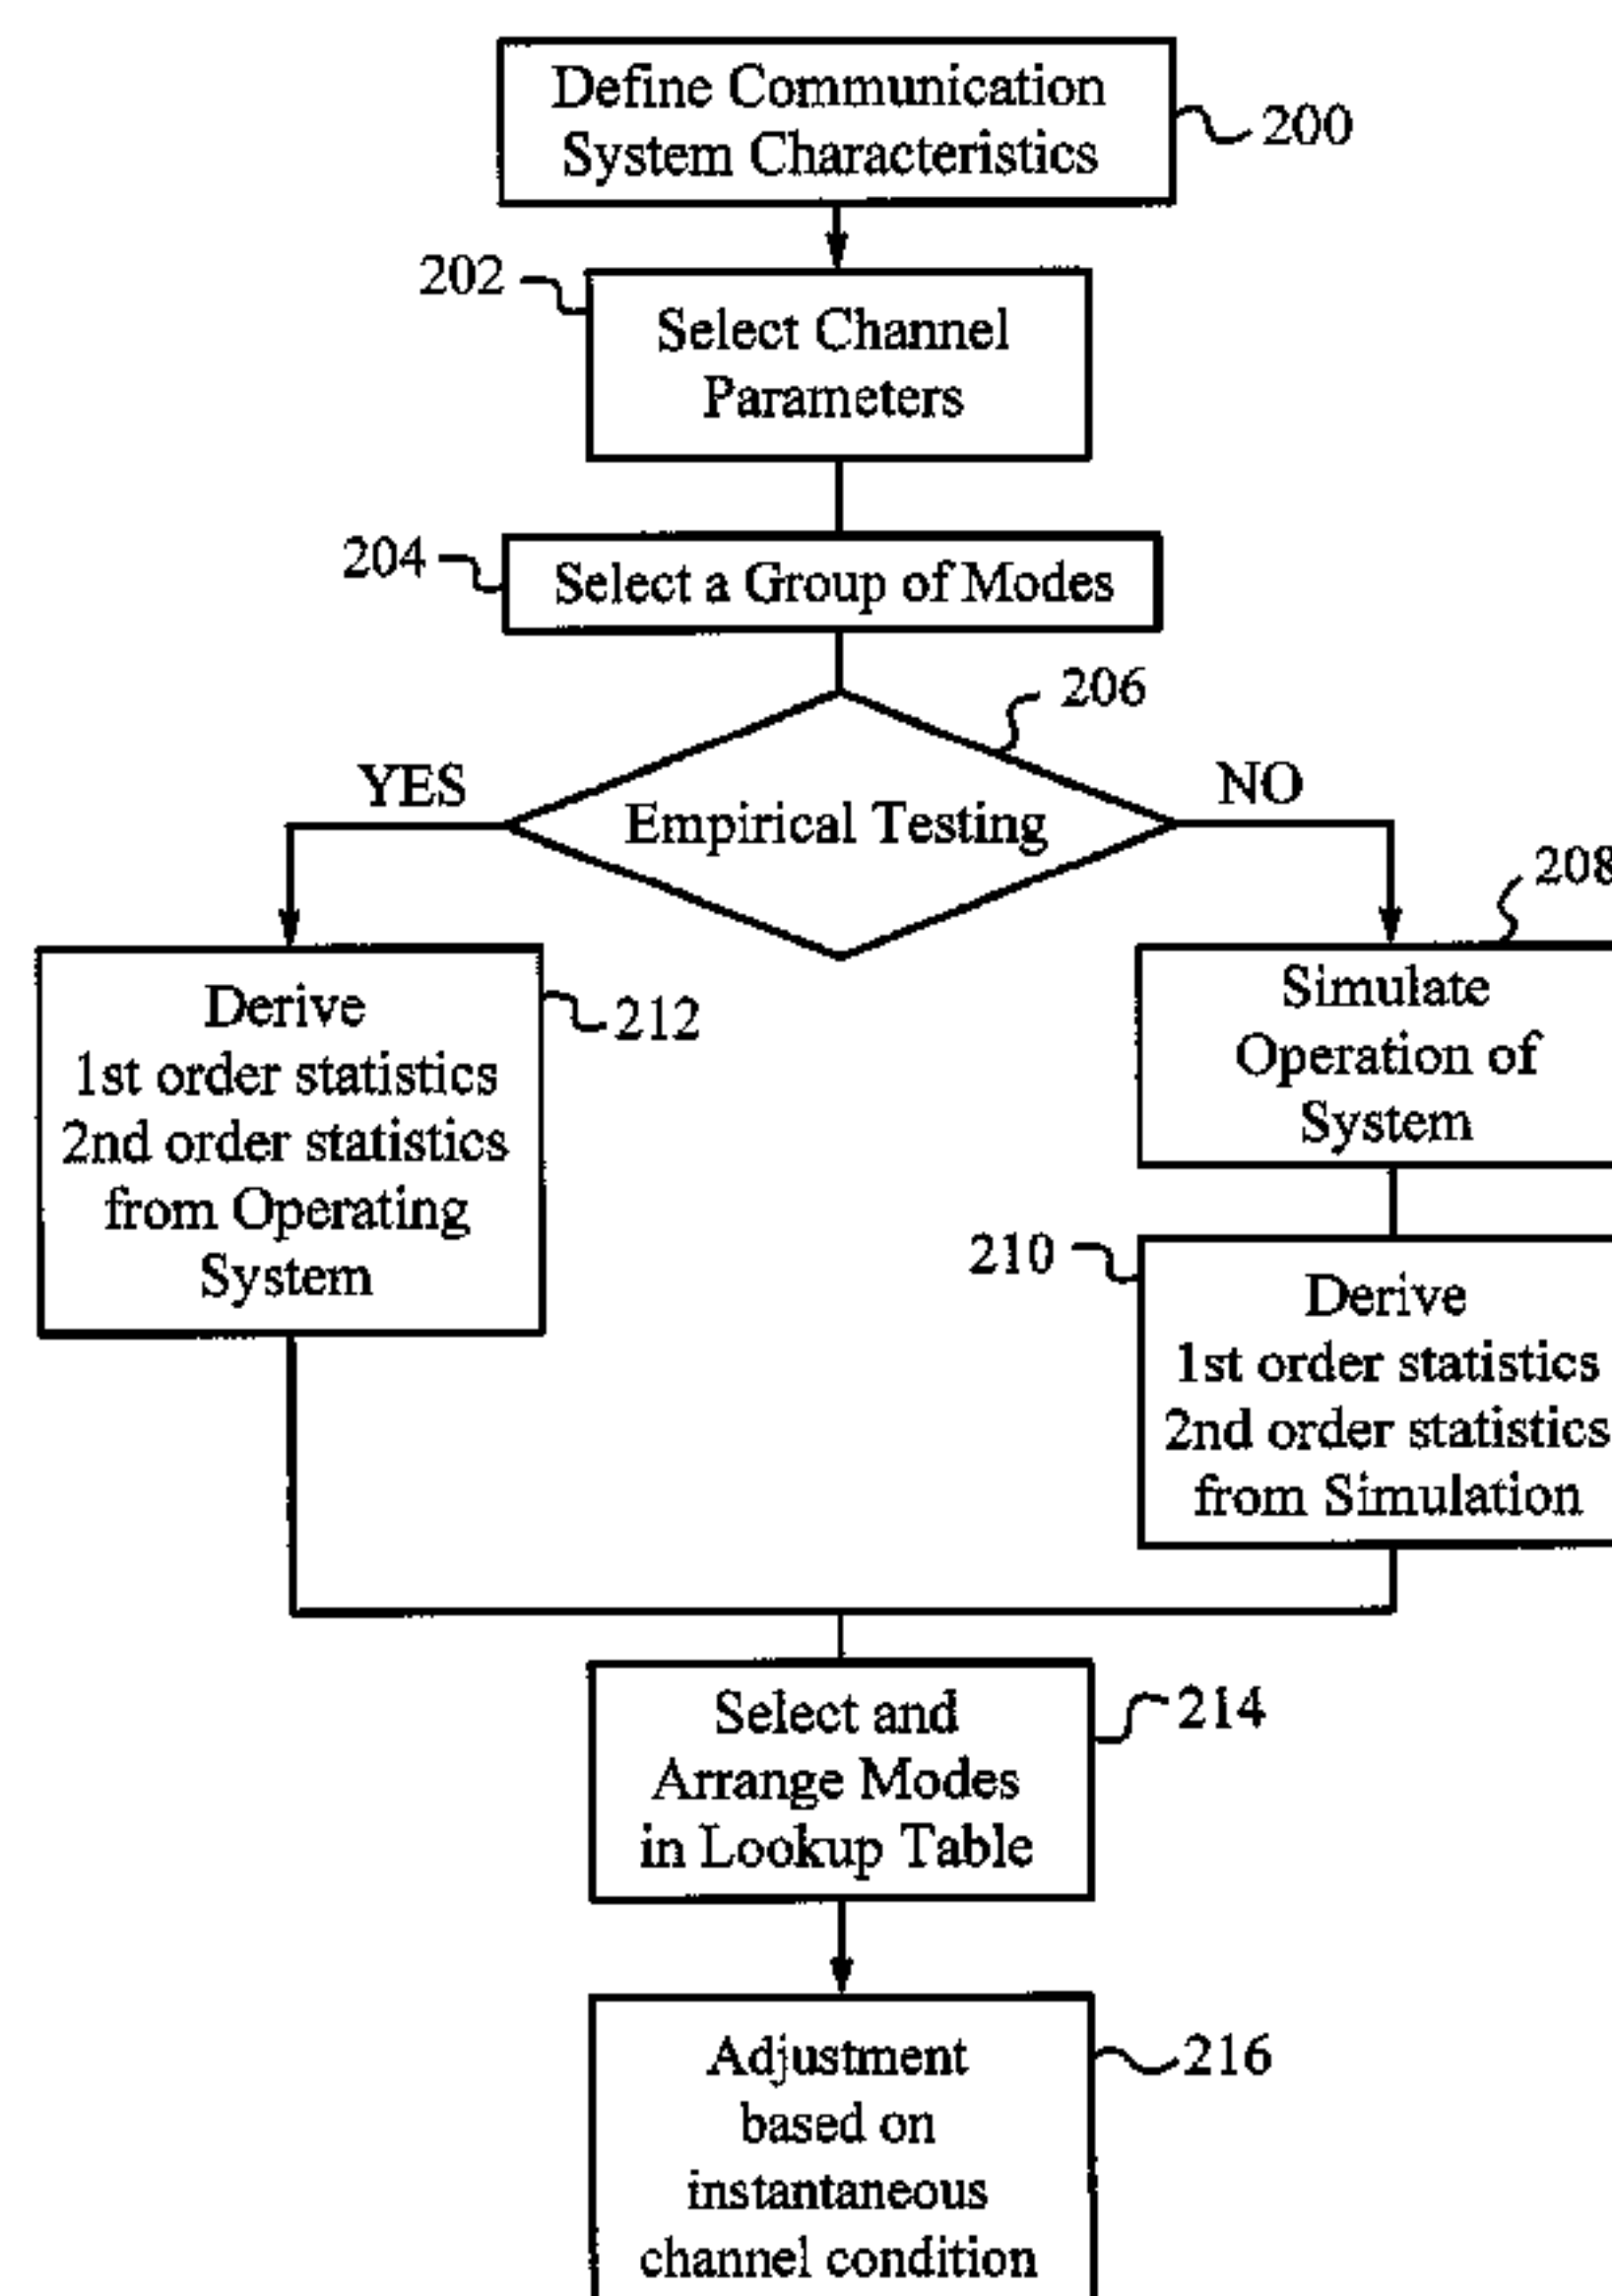 Define Communication
System Characteristics
200
202
Select Channel
Parameters
204
Select a Group of Modes
206
YES
Empirical Testing
NO
208
Derive
1st order statistics
2nd order statistics
from Operating
System
212
Simulate
Operation of
System
210
Derive
1st order statistics
2nd order statistics
from Simulation
Select and
Arrange Modes
in Lookup Table
214
Adjustment
based on
instantaneous
channel condition
216